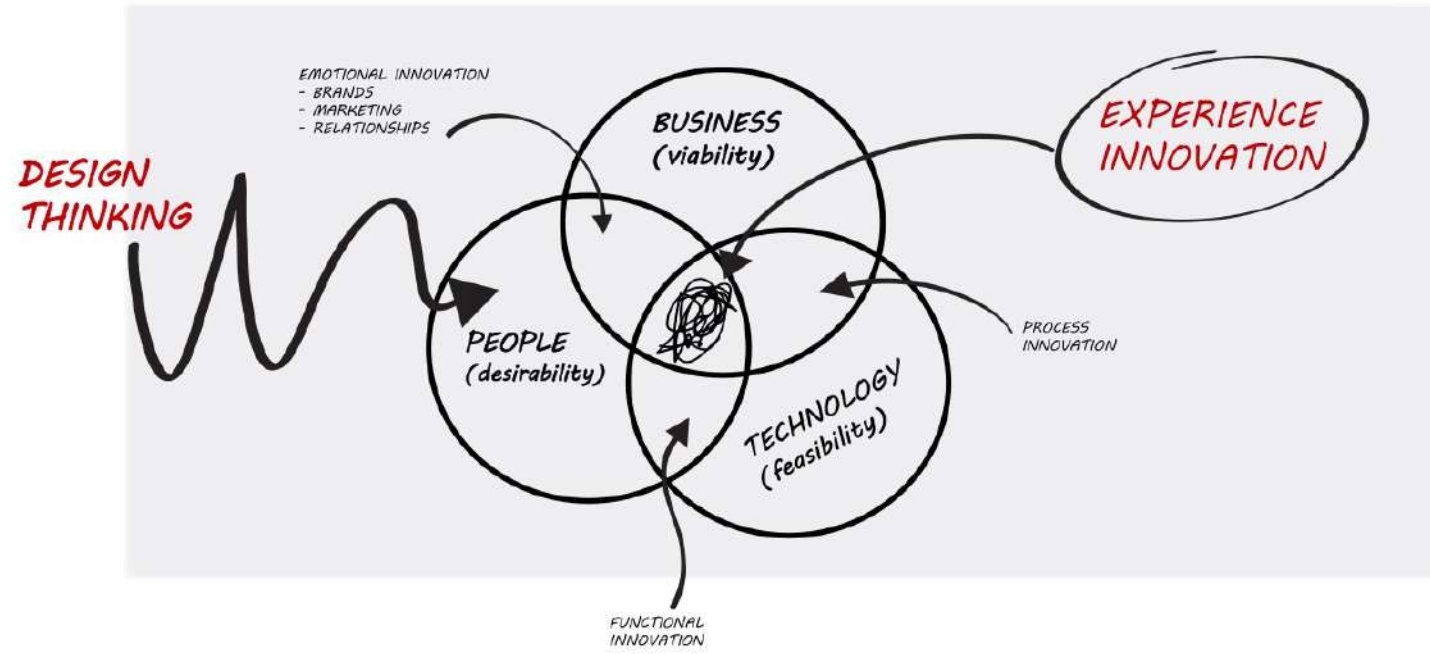 EMOTIONAL INNOVATION
- BRANDS
- MARKETING
- RELATIONSHIPS
BUSINESS
(viability)
EXPERIENCE
INNOVATION
DESIGN
THINKING
PEOPLE
(desirability)
PROCESS
INNOVATION
TECHNOLOGY
(feasibility)
FUNCTIONAL
INNOVATION